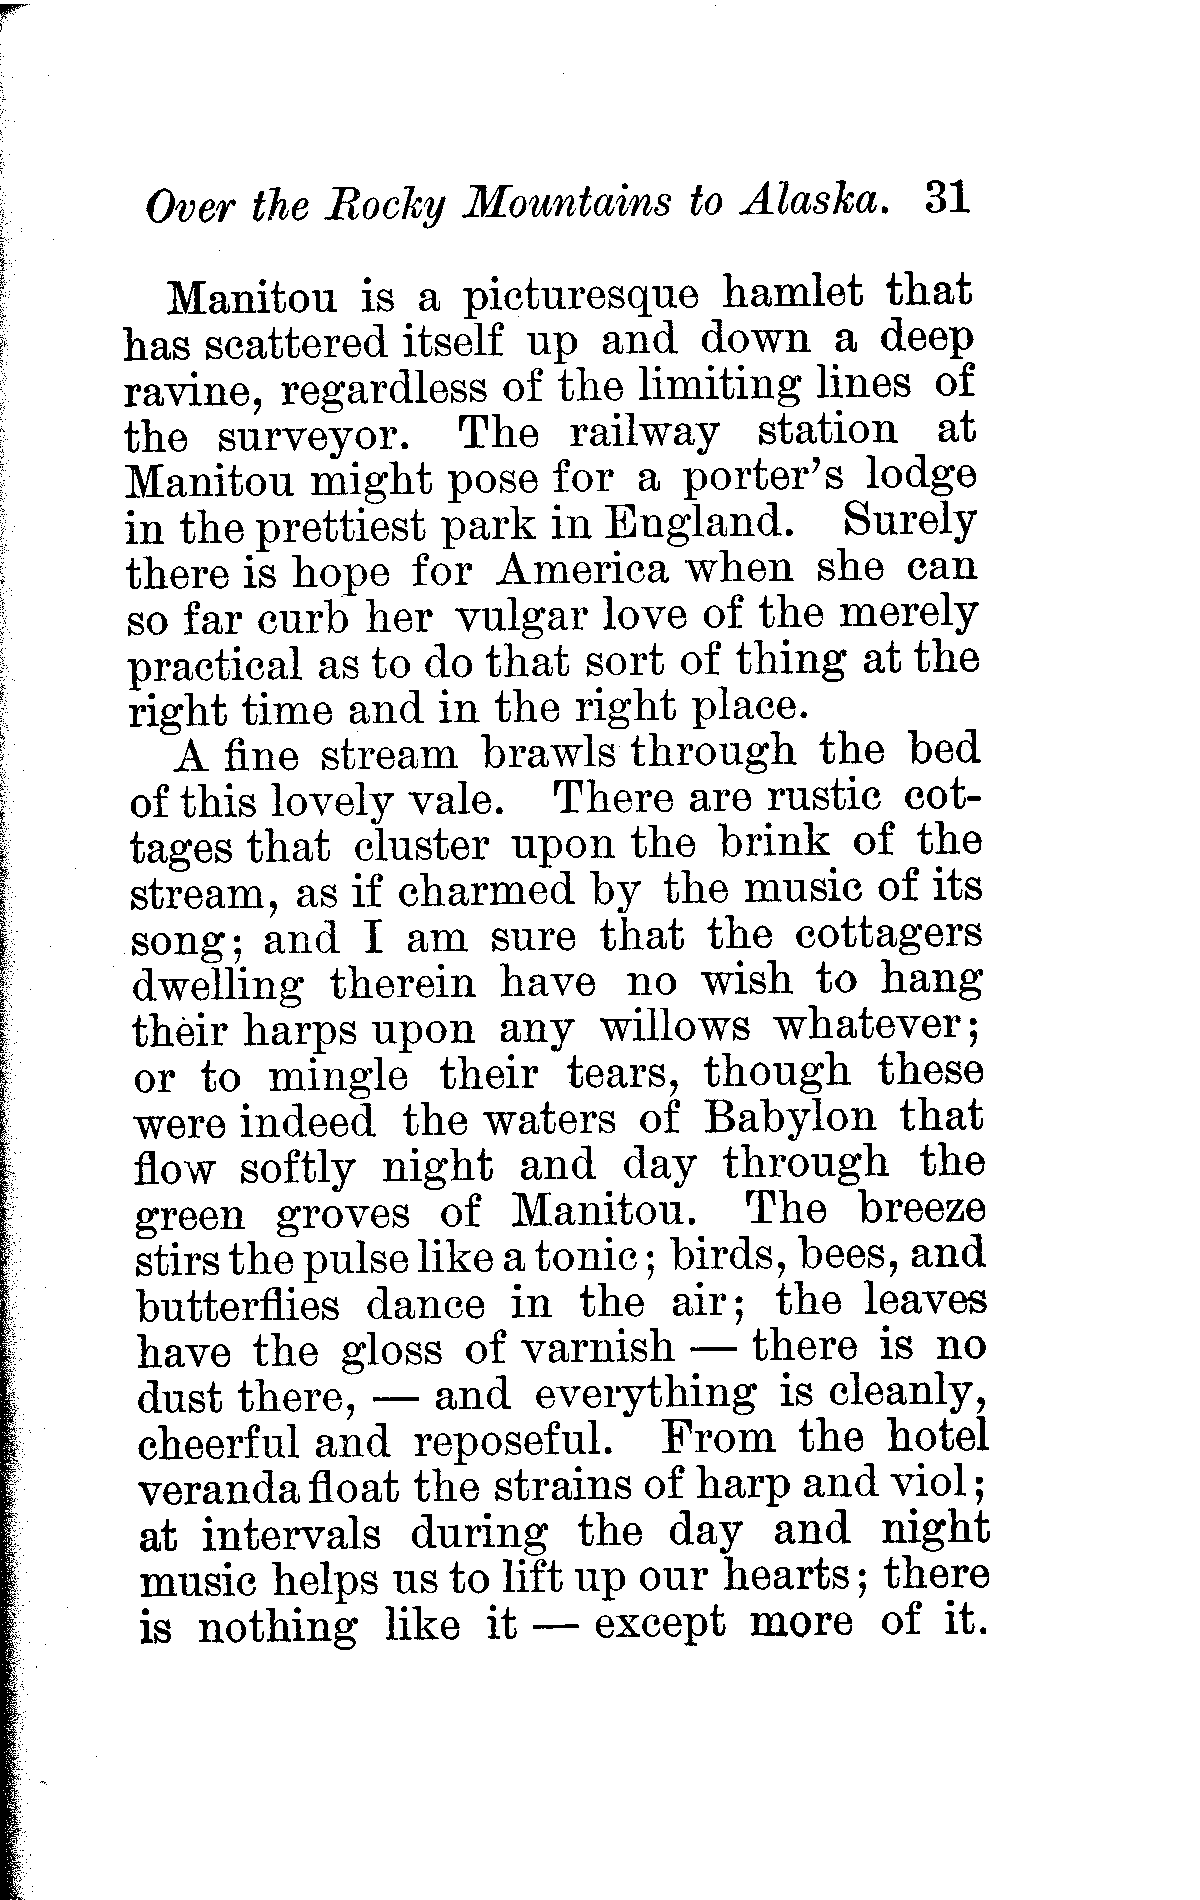 Over the Rocky Mountains to Alaska. 31
Manitou is a picturesque hamlet that
has scattered itself up and down a deep
ravine, regardless of the limiting lines of
the surveyor. The railway station at
Manitou might pose for a porter's lodge
in the prettiest park in England. Surely
there is hope for America when she can
so far curb her vulgar love of the merely
practical as to do that sort of thing at the
right time and in the right place.
A fine stream brawls through the bed
of this lovely vale. There are rustic cot-
tages that cluster upon the brink of the
stream, as if charmed by the music of its
song; and I am sure that the cottagers
dwelling therein have no wish to hang
their harps upon any willows whatever;
or to mingle their tears, though these
were indeed the waters of Babylon that
flow softly night and day through the
green groves of Manitou. The breeze
stirs the pulse like a tonic; birds, bees, and
butterflies dance in the air; the leaves
have the gloss of varnish — there is no
dust there, — and everything is cleanly,
cheerful and reposeful. From the hotel
veranda float the strains of harp and viol;
at intervals during the day and night
music helps us to lift up our hearts; there
is nothing like it — except more of it.